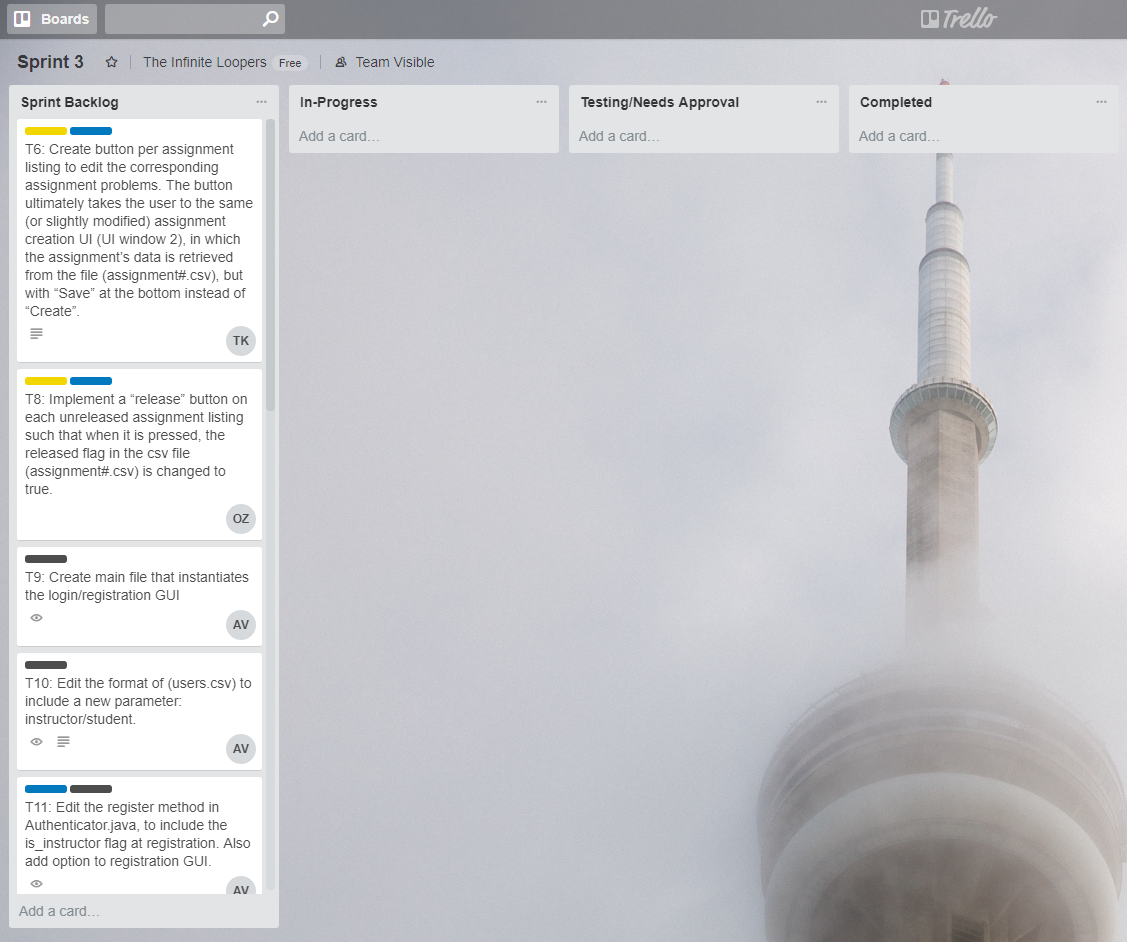 Boards
Trello
Sprint 3
The Infinite Loopers Free
Team Visible
Sprint Backlog
T6: Create button per assignment
listing to edit the corresponding
assignment problems. The button
ultimately takes the user to the same
(or slightly modified) assignment
creation UI (UI window 2), in which
the assignment’s data is retrieved
from the file (assignment#.csv), but
with “Save” at the bottom instead of
“Create”.
TK
T8: Implement a “release” button on
each unreleased assignment listing
such that when it is pressed, the
released flag in the csv file
(assignment#.csv) is changed to
true.
OZ
T9: Create main file that instantiates
the login/registration GUI
AV
T10: Edit the format of (users.csv) to
include a new parameter:
instructor/student.
AV
T11: Edit the register method in
Authenticator.java, to include the
is_instructor flag at registration. Also
add option to registration GUI.
AV
Add a card…
In-Progress
Add a card…
Testing/Needs Approval
Add a card…
Completed
Add a card…